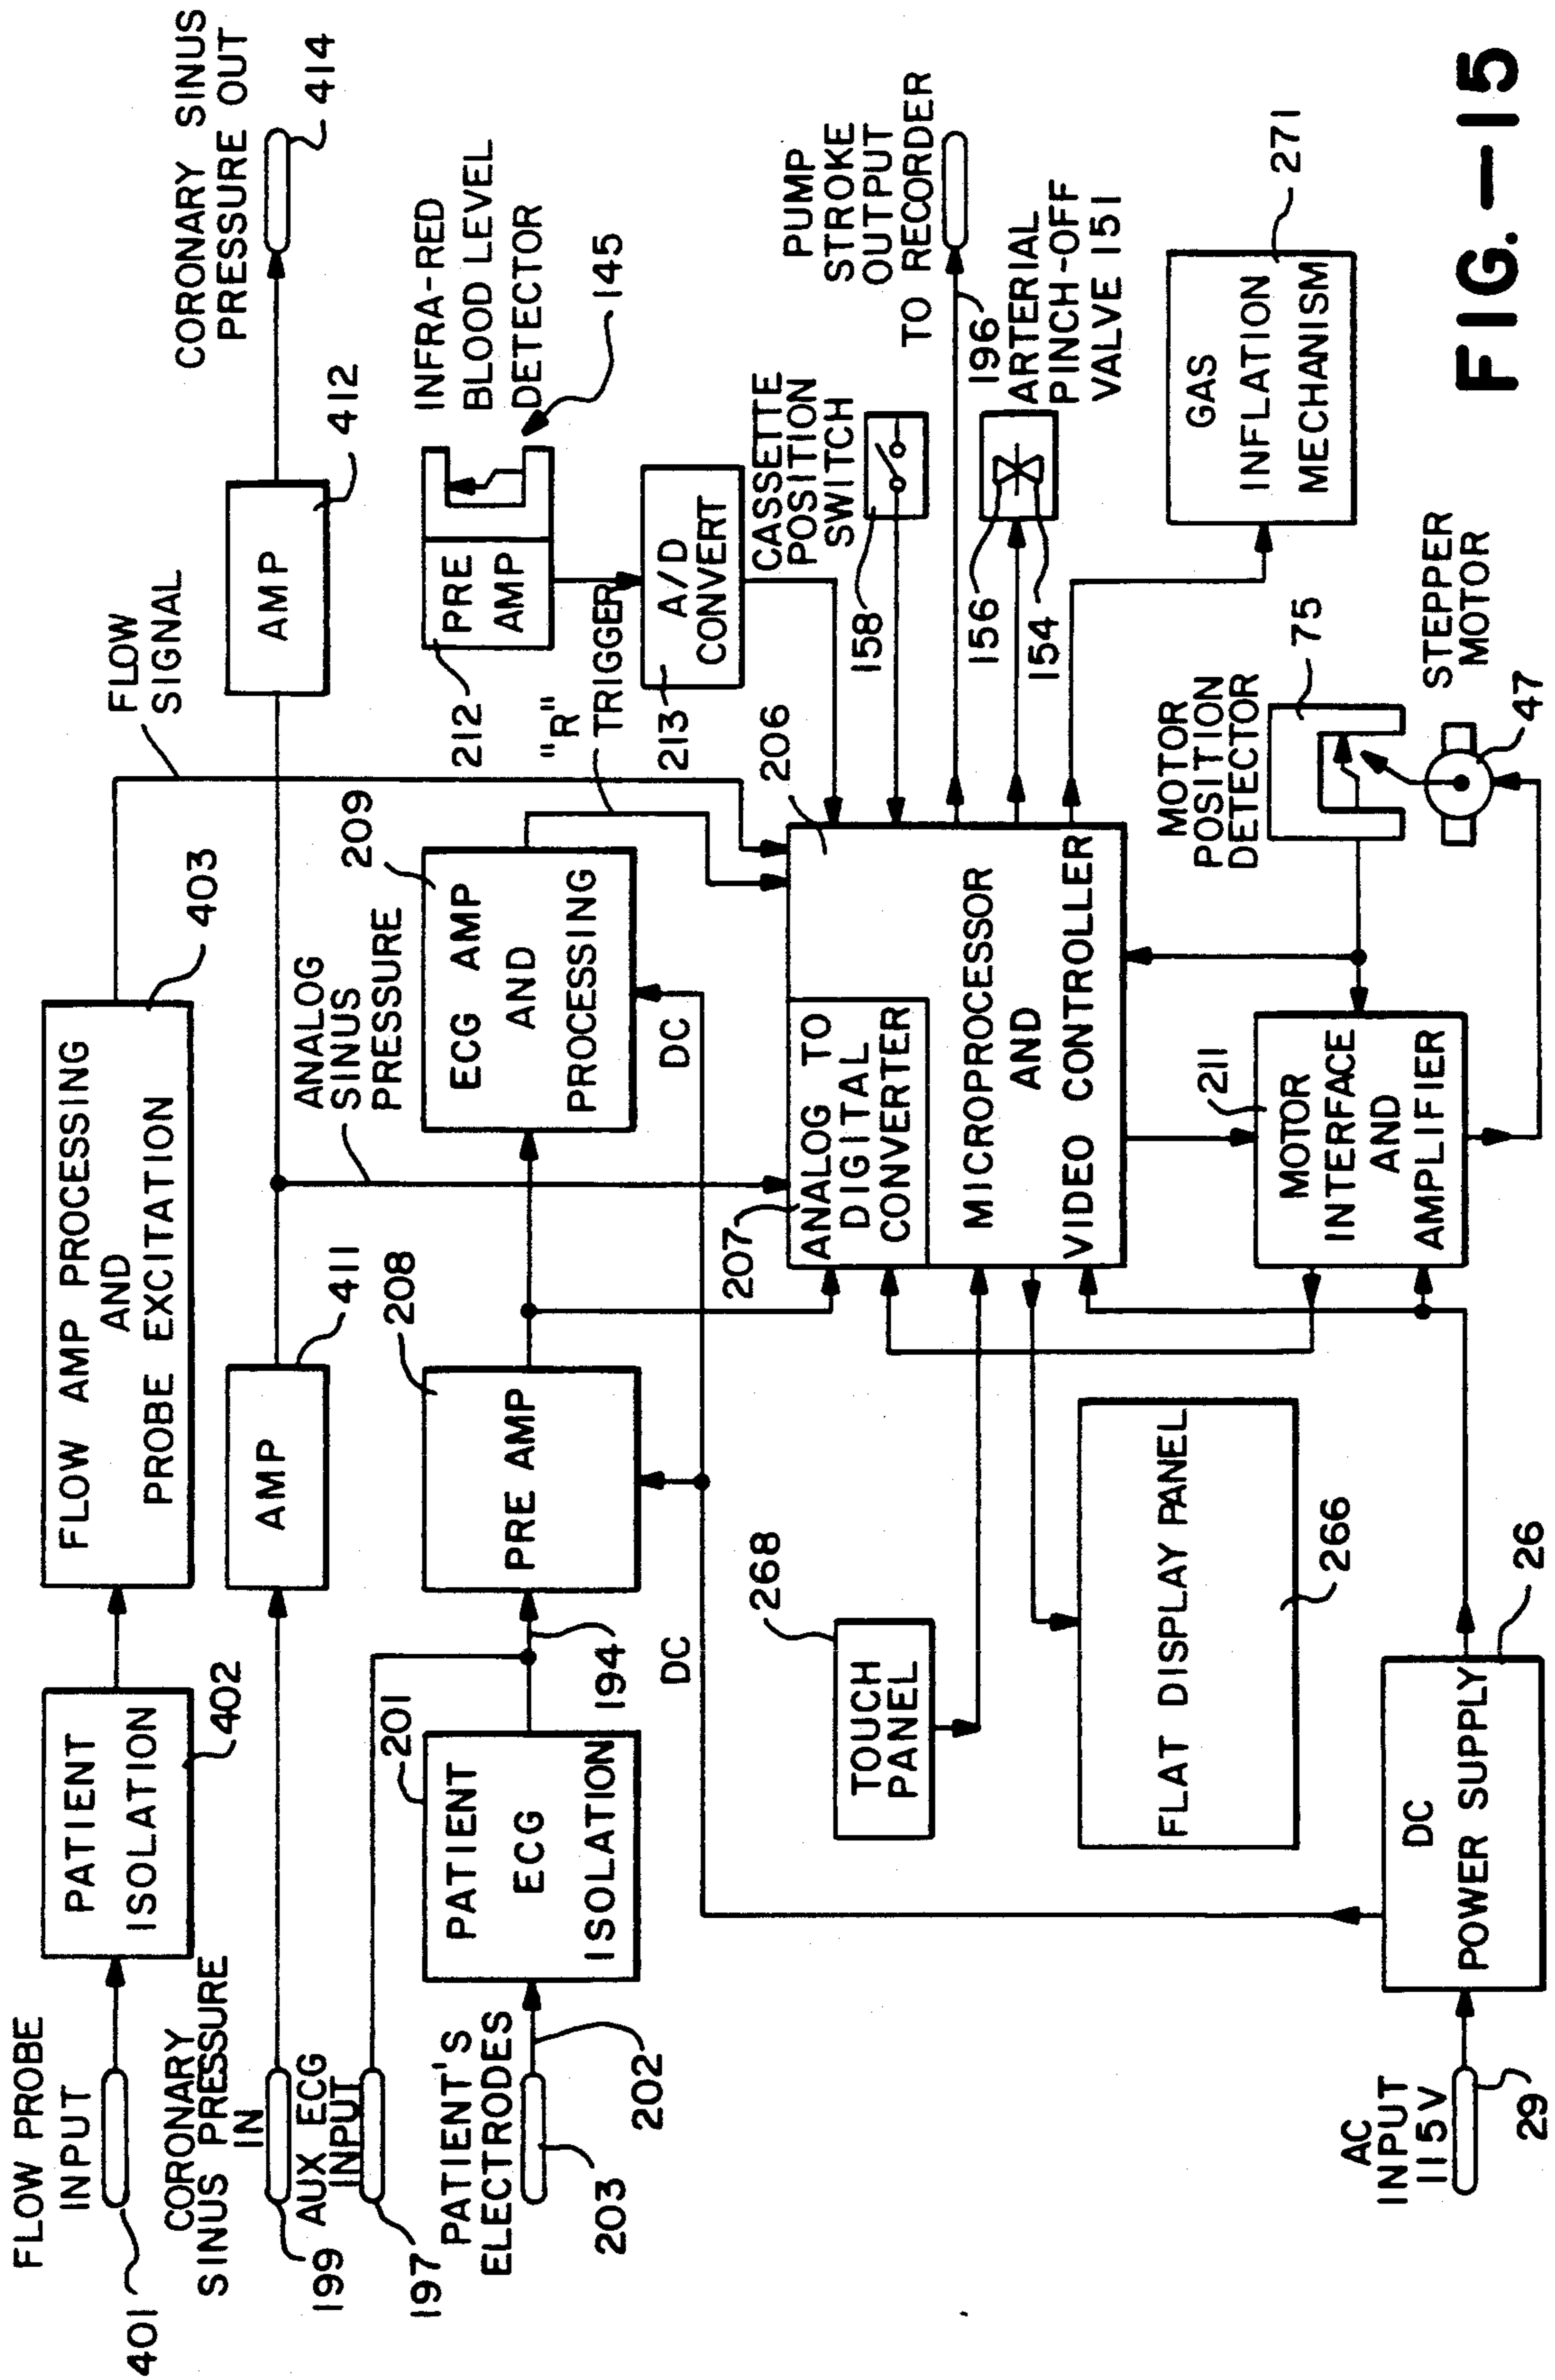 FLOW PROBE
INPUT
401
PATIENT
ISOLATION
402
FLOW AMP PROCESSING
AND
PROBE EXCITATION
403
FLOW
SIGNAL
CORONARY
SINUS PRESSURE
IN
199
AMP
411
ANALOG
SINUS
PRESSURE
AMP
412
CORONARY SINUS
PRESSURE OUT
414
AUX ECG
INPUT
197
PATIENT'S
ELECTRODES
203
202
PATIENT
ECG
ISOLATION
201
194
PRE AMP
208
ECG AMP
AND
PROCESSING
209
"R"
TRIGGER
DC
DC
INFRA-RED
BLOOD LEVEL
DETECTOR
145
PRE
AMP
212
A/D
CONVERT
213
CASSETTE
POSITION
SWITCH
158
PUMP
STROKE
OUTPUT
TO RECORDER
196
ARTERIAL
PINCH-OFF
VALVE 151
156
154
GAS
INFLATION
MECHANISM
271
206
207
ANALOG TO
DIGITAL
CONVERTER
MICROPROCESSOR
AND
VIDEO CONTROLLER
268
TOUCH
PANEL
FLAT DISPLAY PANEL
266
211
MOTOR
INTERFACE
AND
AMPLIFIER
MOTOR
POSITION
DETECTOR
75
STEPPER
MOTOR
47
AC
INPUT
115V
29
DC
POWER SUPPLY
26
FIG.-15